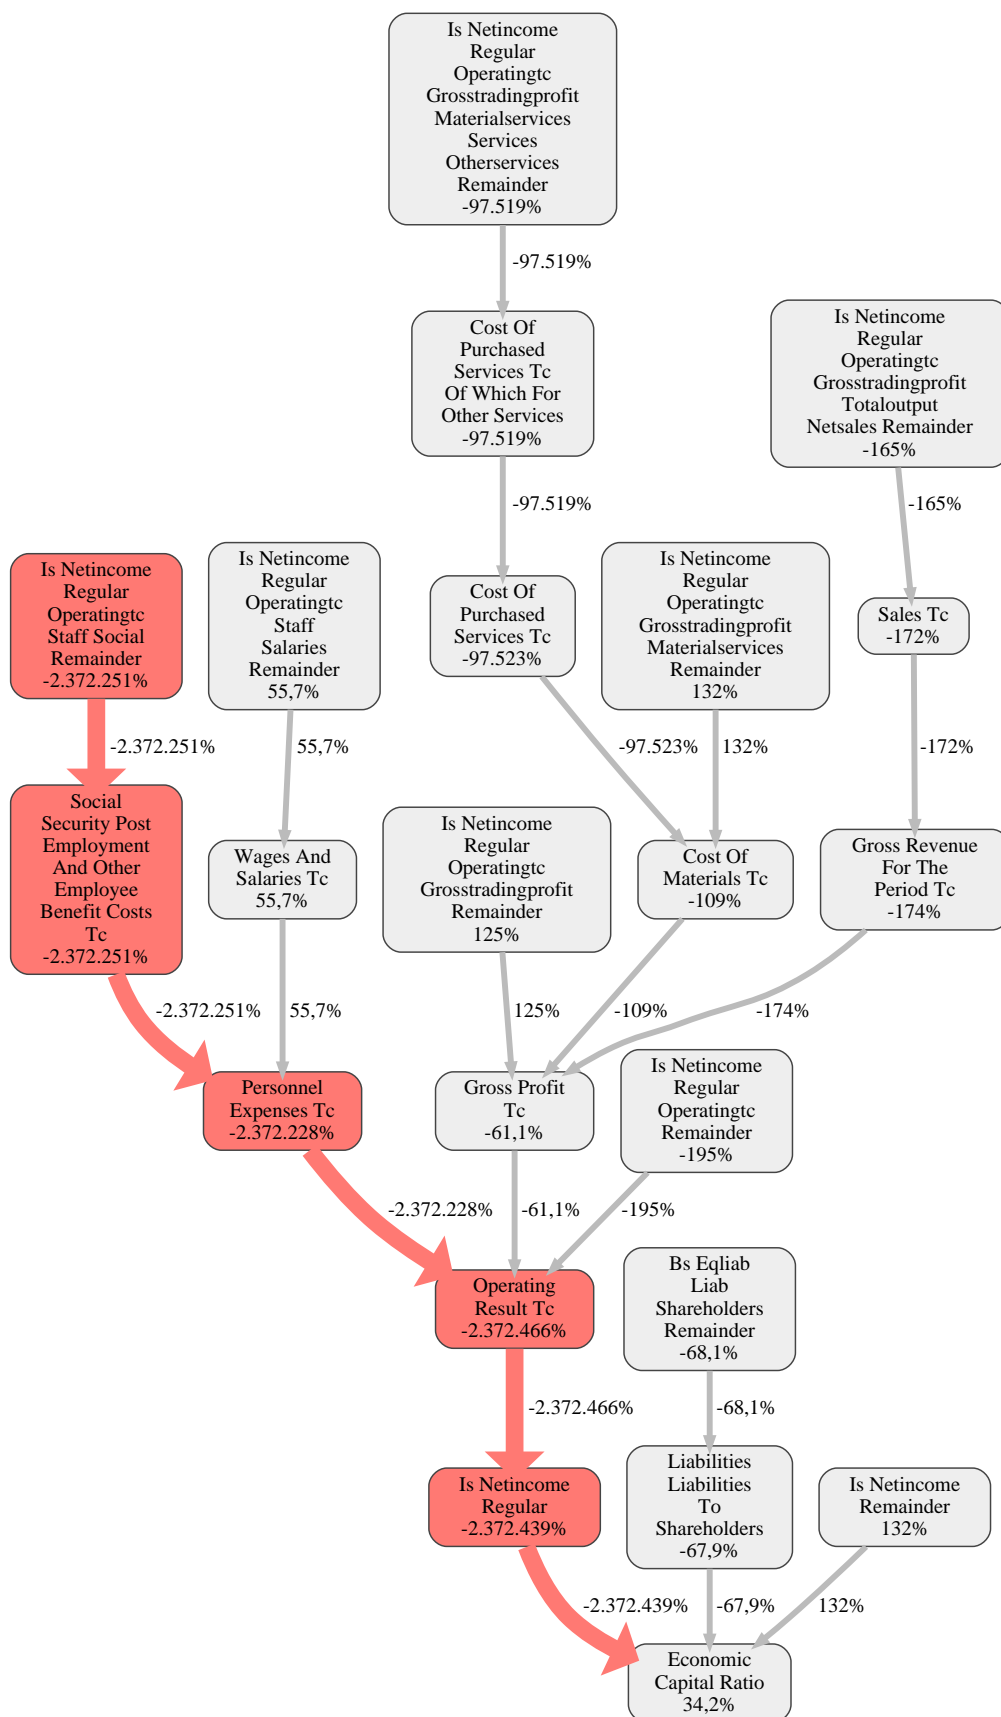 Is Netincome
Regular
Operatingtc
Grosstradingprofit
Materialservices
Services
Otherservices
Remainder
-97.519%
-97.519%
Cost Of
Purchased
Services Tc
Of Which For
Other Services
-97.519%
Is Netincome
Regular
Operatingtc
Grosstradingprofit
Totaloutput
Netsales Remainder
-165%
-97.519%
-165%
Is Netincome
Regular
Operatingtc
Staff Social
Remainder
-2.372.251%
Is Netincome
Regular
Operatingtc
Staff
Salaries
Remainder
55,7%
Cost Of
Purchased
Services Tc
-97.523%
Is Netincome
Regular
Operatingtc
Grosstradingprofit
Materialservices
Remainder
132%
Sales Tc
-172%
-2.372.251%
55,7%
-97.523%
132%
-172%
Social
Security Post
Employment
And Other
Employee
Benefit Costs
Tc
-2.372.251%
Wages And
Salaries Tc
55,7%
Is Netincome
Regular
Operatingtc
Grosstradingprofit
Remainder
125%
Cost Of
Materials Tc
-109%
Gross Revenue
For The
Period Tc
-174%
-2.372.251%
55,7%
125%
-109%
-174%
Personnel
Expenses Tc
-2.372.228%
Gross Profit
Tc
-61,1%
Is Netincome
Regular
Operatingtc
Remainder
-195%
-2.372.228%
-61,1%
-195%
Operating
Result Tc
-2.372.466%
Bs Eqliab
Liab
Shareholders
Remainder
-68,1%
-2.372.466%
-68,1%
Is Netincome
Regular
-2.372.439%
Liabilities
Liabilities
To
Shareholders
-67,9%
Is Netincome
Remainder
132%
-2.372.439%
-67,9%
132%
Economic
Capital Ratio
34,2%